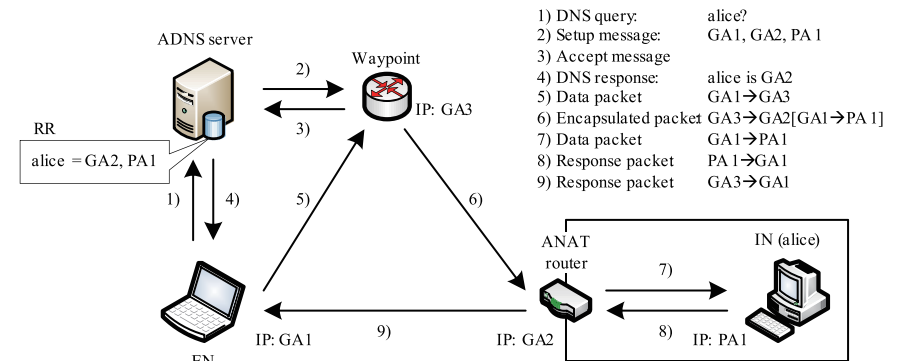 1) DNS query: alice?
2) Setup message: GA1, GA2, PA1
3) Accept message
4) DNS response: alice is GA2
5) Data packet GA1→GA3
6) Encapsulated packet GA3→GA2[GA1→PA1]
7) Data packet GA1→PA1
8) Response packet PA1→GA1
9) Response packet GA3→GA1
ADNS server
Waypoint
2)
3)
IP: GA3
RR
alice = GA2, PA1
1)
4)
5)
6)
ANAT
router
IN (alice)
7)
8)
9)
IP: GA1
IP: GA2
IP: PA1
EN